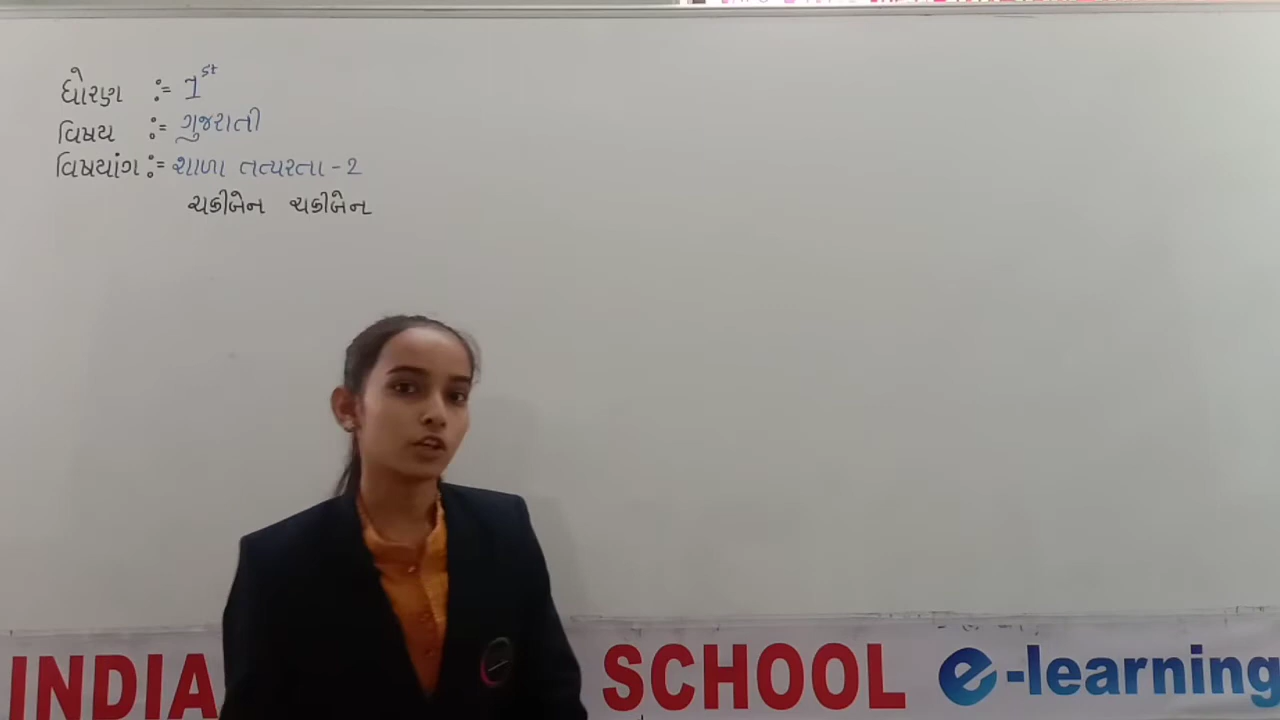 ધોરણ := 1st
વિષય := ગુજરાતી
વિષયાંગ := શાળા તત્પરતા - 2
ચકીબેન ચકીબેન
INDIA SCHOOL e-learning